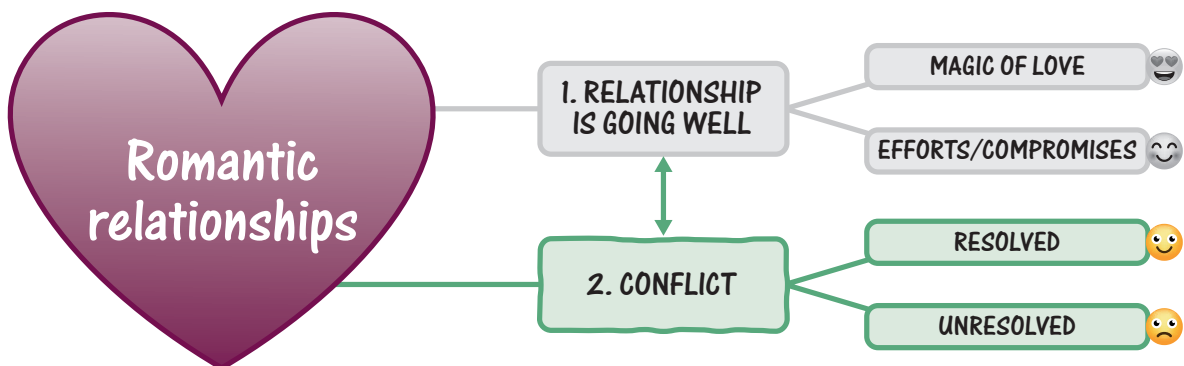 Romantic
relationships
1. RELATIONSHIP
IS GOING WELL
MAGIC OF LOVE
EFFORTS/COMPROMISES
2. CONFLICT
RESOLVED
UNRESOLVED